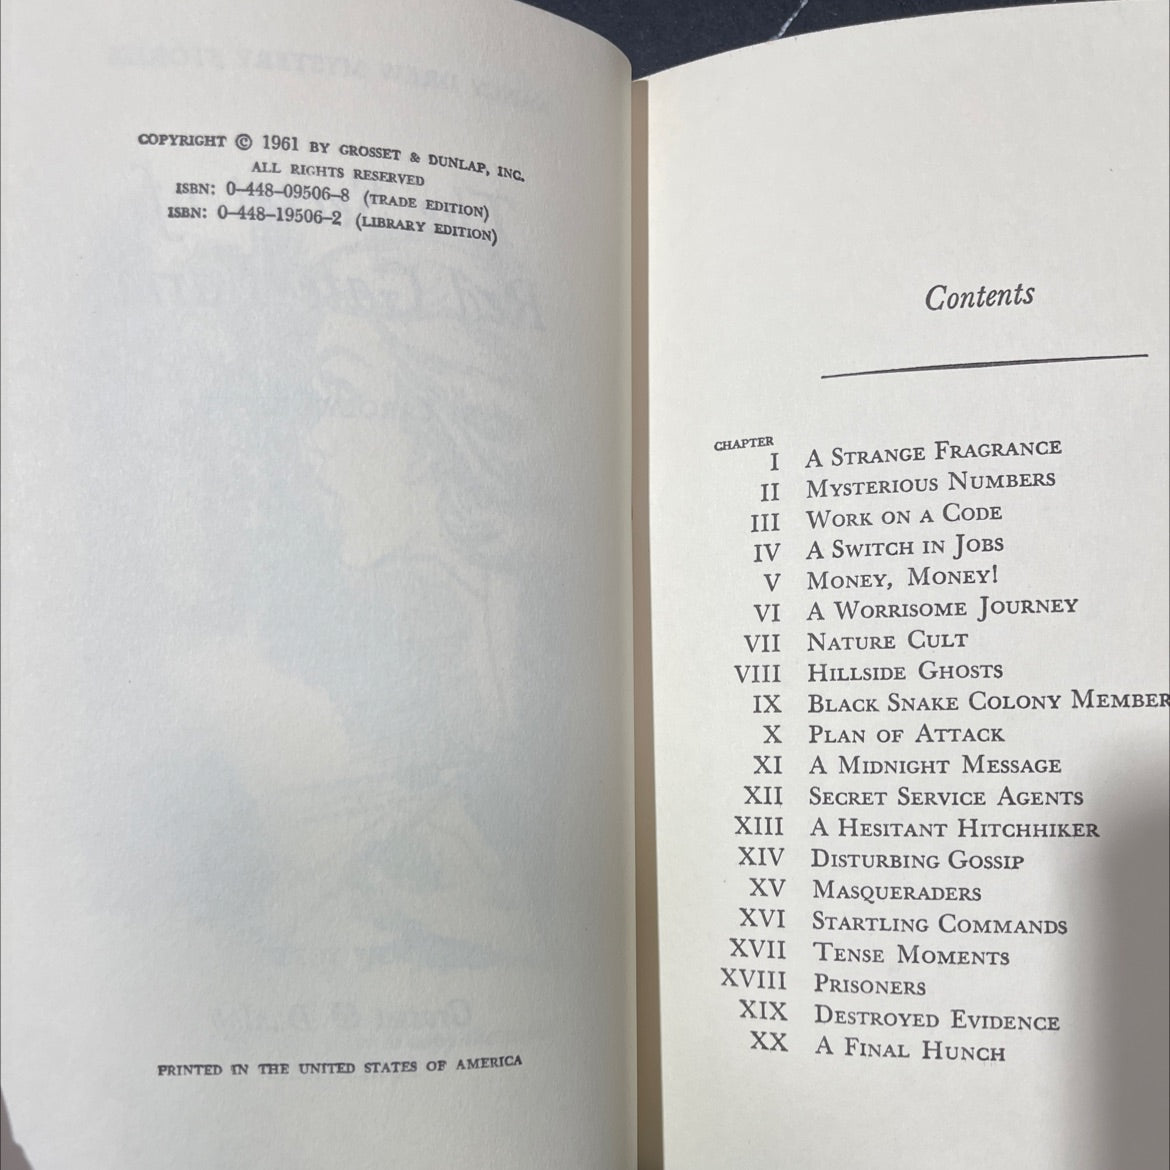 COPYRIGHT © 1961 BY GROSSET & DUNLAP, INC.
ALL RIGHTS RESERVED
ISBN: 0–448–09506–8 (TRADE EDITION)
ISBN: 0–448–19506–2 (LIBRARY EDITION)
PRINTED IN THE UNITED STATES OF AMERICA
Contents
CHAPTER
I A STRANGE FRAGRANCE
II MYSTERIOUS NUMBERS
III WORK ON A CODE
IV A SWITCH IN JOBS
V MONEY, MONEY!
VI A WORRISOME JOURNEY
VII NATURE CULT
VIII HILLSIDE GHOSTS
IX BLACK SNAKE COLONY MEMBER
X PLAN OF ATTACK
XI A MIDNIGHT MESSAGE
XII SECRET SERVICE AGENTS
XIII A HESITANT HITCHHIKER
XIV DISTURBING GOSSIP
XV MASQUERADERS
XVI STARTLING COMMANDS
XVII TENSE MOMENTS
XVIII PRISONERS
XIX DESTROYED EVIDENCE
XX A FINAL HUNCH